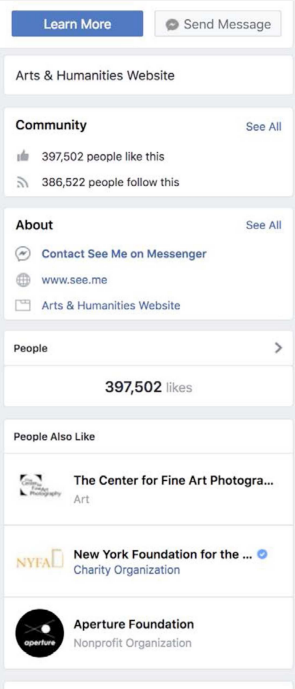 Learn More
Send Message
Arts & Humanities Website
Community
See All
397,502 people like this
386,522 people follow this
About
See All
Contact See Me on Messenger
www.see.me
Arts & Humanities Website
People
397,502 likes
People Also Like
The Center for Fine Art Photogra...
Art
NYFA
New York Foundation for the ...
Charity Organization
aperture
Aperture Foundation
Nonprofit Organization